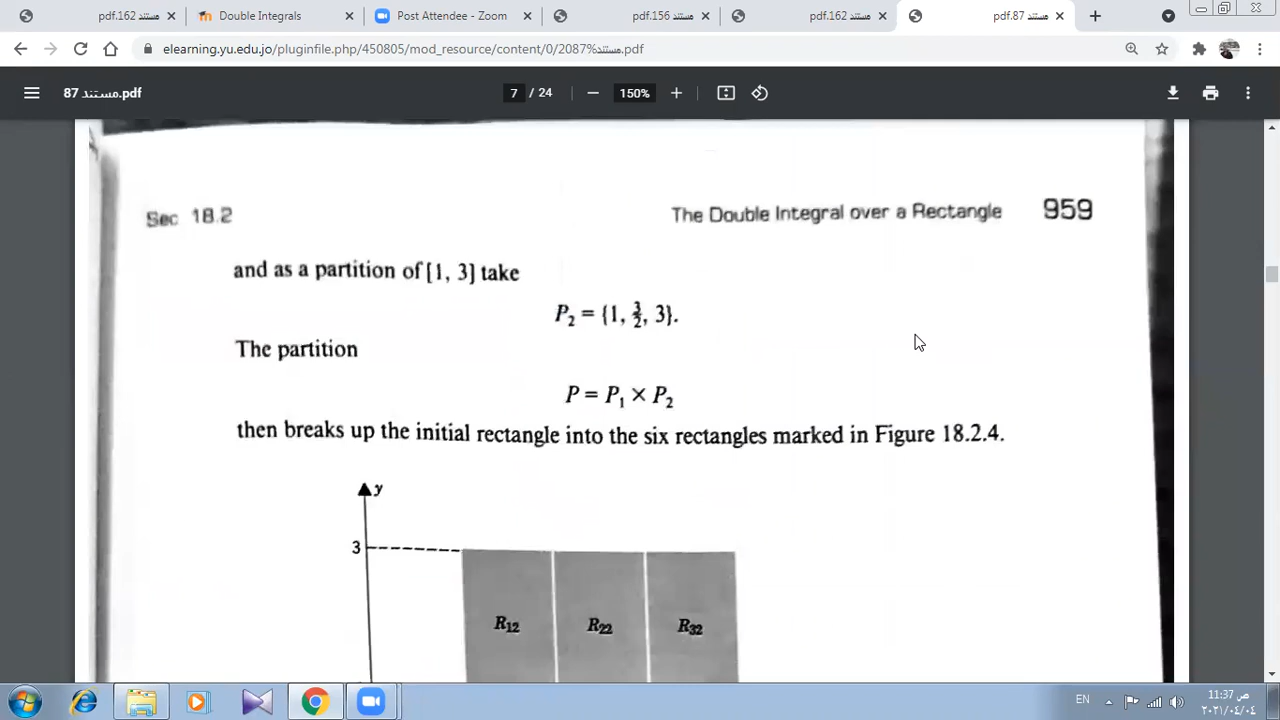 pdf.162 مستند
Double Integrals
Post Attendee - Zoom
pdf.156 مستند
pdf.162 مستند
pdf.87 مستند
elearning.yu.edu.jo/pluginfile.php/450805/mod_resource/content/0/2087%مستند.pdf
87 مستند.pdf
7 / 24
150%
Sec 18.2
The Double Integral over a Rectangle 959
and as a partition of [1, 3] take
P₂ = {1, 3/2, 3}.
The partition
P = P₁ × P₂
then breaks up the initial rectangle into the six rectangles marked in Figure 18.2.4.
y
3
R₁₂ R₂₂ R₃₂
EN
11:37 ص
٢٠٢١/٠٤/٠٤